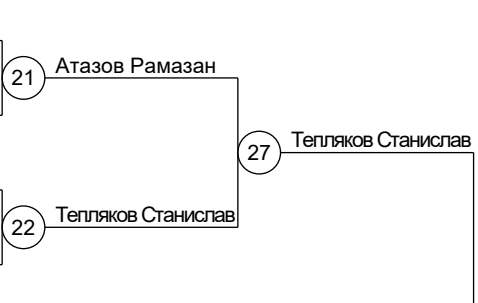 21 Атазов Рамазан
27 Тепляков Станислав
22 Тепляков Станислав